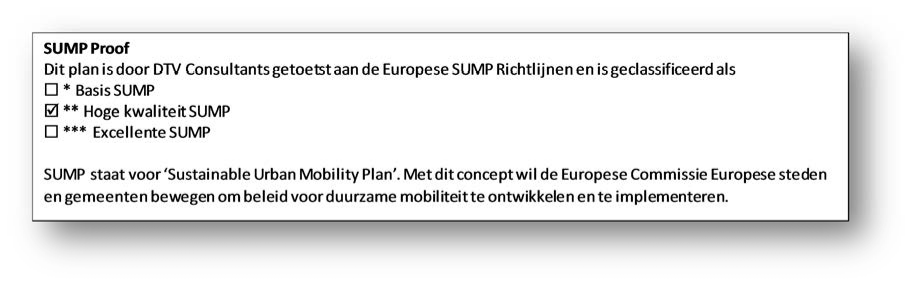 SUMP Proof
Dit plan is door DTV Consultants getoetst aan de Europese SUMP Richtlijnen en is geclassificeerd als
☐ * Basis SUMP
☑ ** Hoge kwaliteit SUMP
☐ *** Excellente SUMP
SUMP staat voor ‘Sustainable Urban Mobility Plan’. Met dit concept wil de Europese Commissie Europese steden
en gemeenten bewegen om beleid voor duurzame mobiliteit te ontwikkelen en te implementeren.